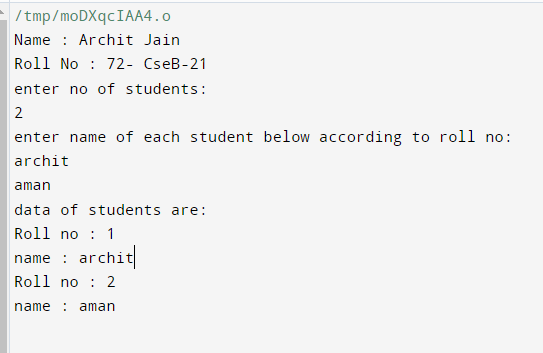 /tmp/moDXqcIAA4.o
Name : Archit Jain
Roll No : 72- CseB-21
enter no of students:
2
enter name of each student below according to roll no:
archit
aman
data of students are:
Roll no : 1
name : archit
Roll no : 2
name : aman